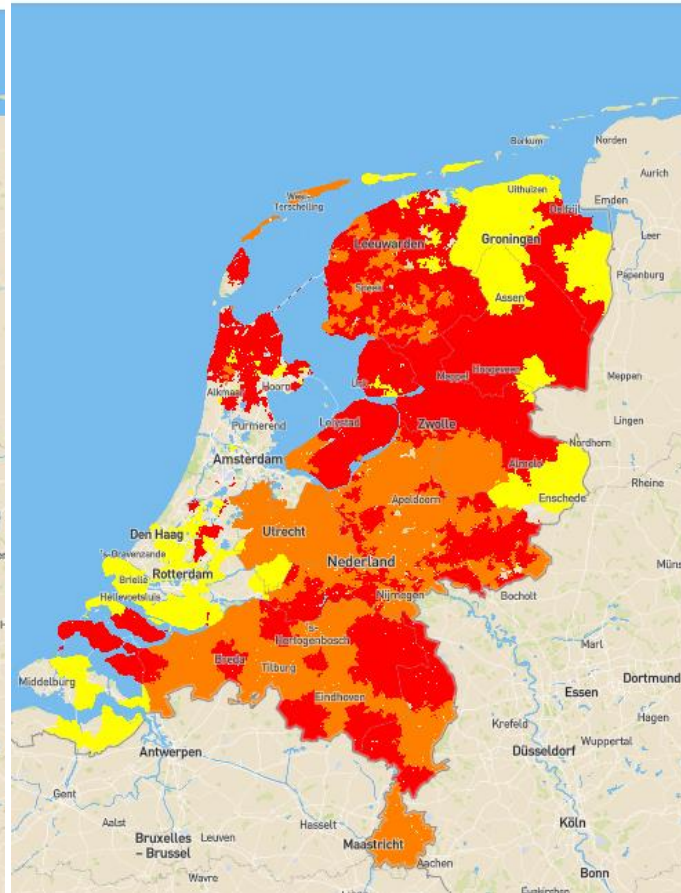 Borkum
Norden
Aurich
Uithuizen
Emden
Delfzijl
West-
Terschelling
Leeuwarden
Groningen
Leer
Papenburg
Sneek
Assen
Meppel
Hoogeveen
Meppen
Urk
Alkmaar
Hoorn
Purmerend
Lelystad
Zwolle
Lingen
Nordhorn
Amsterdam
Almelo
Rheine
Apeldoorn
Enschede
Utrecht
Den Haag
's-Gravenzande
Nederland
Rotterdam
Brielle
Hellevoetsluis
Nijmegen
Bocholt
's-
Hertogenbosch
Marl
Breda
Tilburg
Middelburg
Essen
Dortmund
Eindhoven
Hagen
Krefeld
Wuppertal
Antwerpen
Düsseldorf
Gent
Hasselt
Köln
Aalst
Leuven
Bruxelles
– Brussel
Maastricht
Aachen
Wavre
Bonn